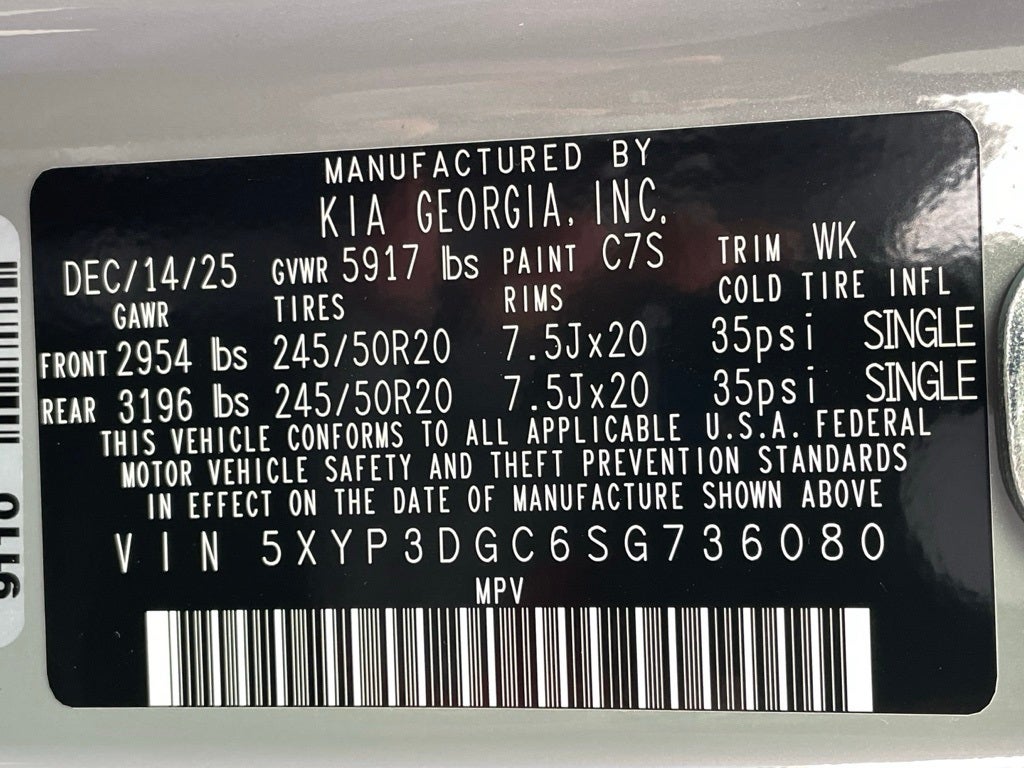 MANUFACTURED BY
KIA GEORGIA, INC.
DEC/14/25 GVWR 5917 lbs PAINT C7S TRIM WK
GAWR TIRES RIMS COLD TIRE INFL
FRONT 2954 lbs 245/50R20 7.5Jx20 35psi SINGLE
REAR 3196 lbs 245/50R20 7.5Jx20 35psi SINGLE
THIS VEHICLE CONFORMS TO ALL APPLICABLE U.S.A. FEDERAL
MOTOR VEHICLE SAFETY AND THEFT PREVENTION STANDARDS
IN EFFECT ON THE DATE OF MANUFACTURE SHOWN ABOVE
VIN 5XYP3DGC6SG736080
MPV